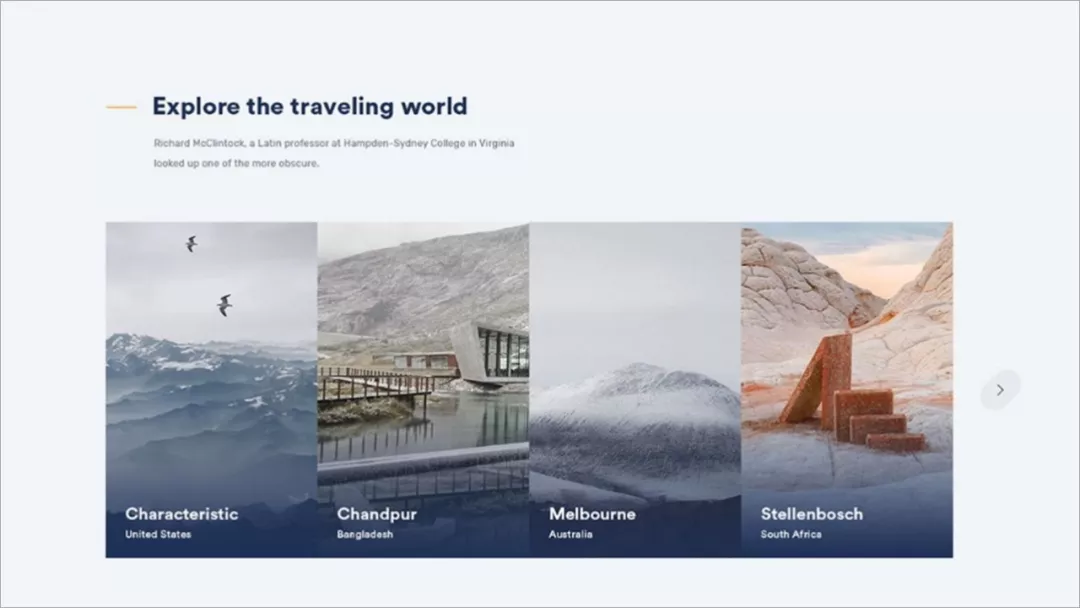 Explore the traveling world
Richard McClintock, a Latin professor at Hampden-Sydney College in Virginia
looked up one of the more obscure.
Characteristic
United States
Chandpur
Bangladesh
Melbourne
Australia
Stellenbosch
South Africa